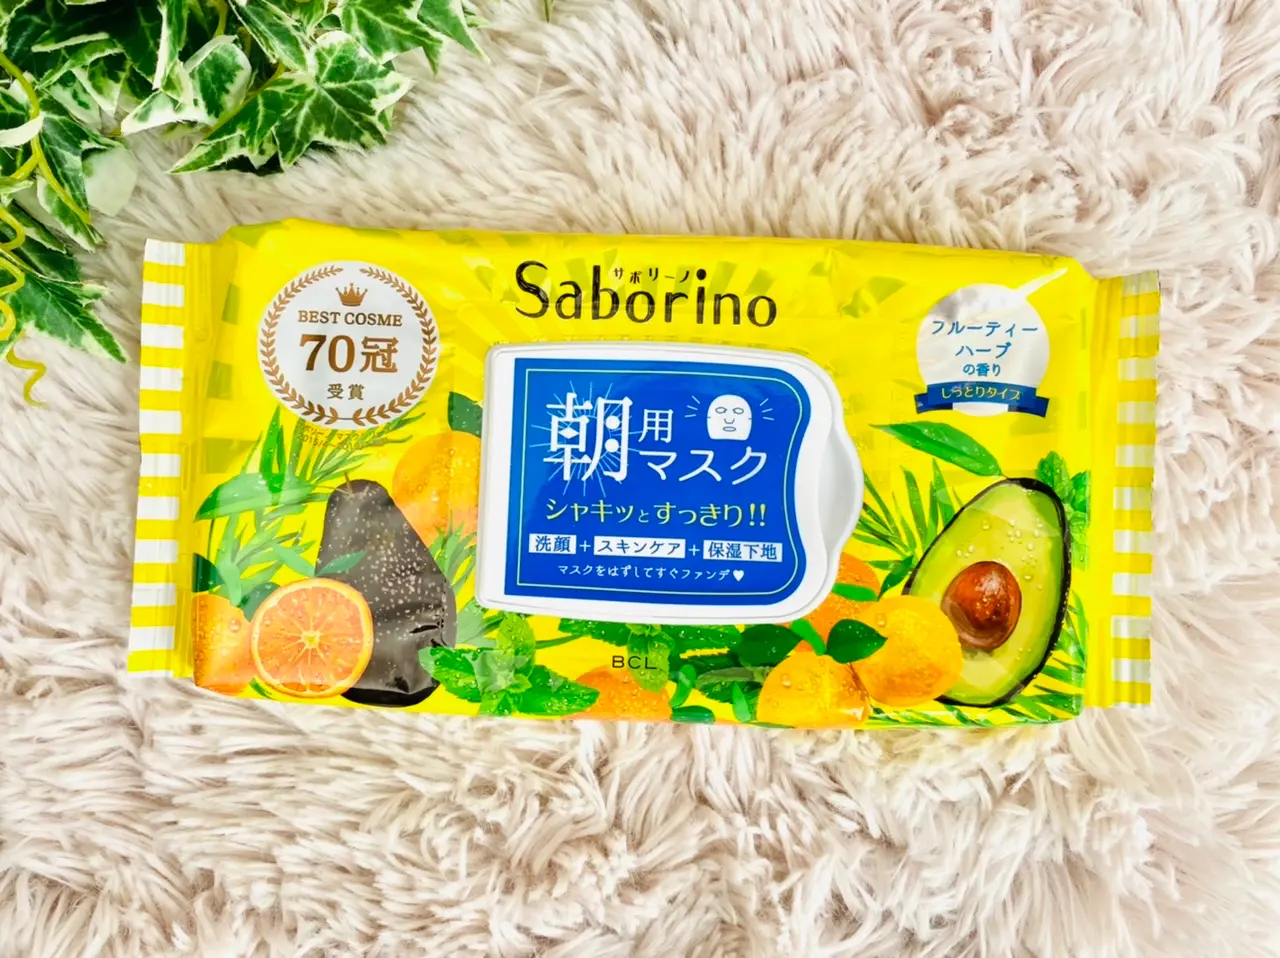 サボリーノ
Saborino
BEST COSME
70冠
受賞
フルーティー
ハーブ
の香り
しっとりタイプ
朝用
マスク
シャキッとすっきり!!
洗顔+スキンケア+保湿下地
マスクをはずしてすぐファンデ♥
BCL